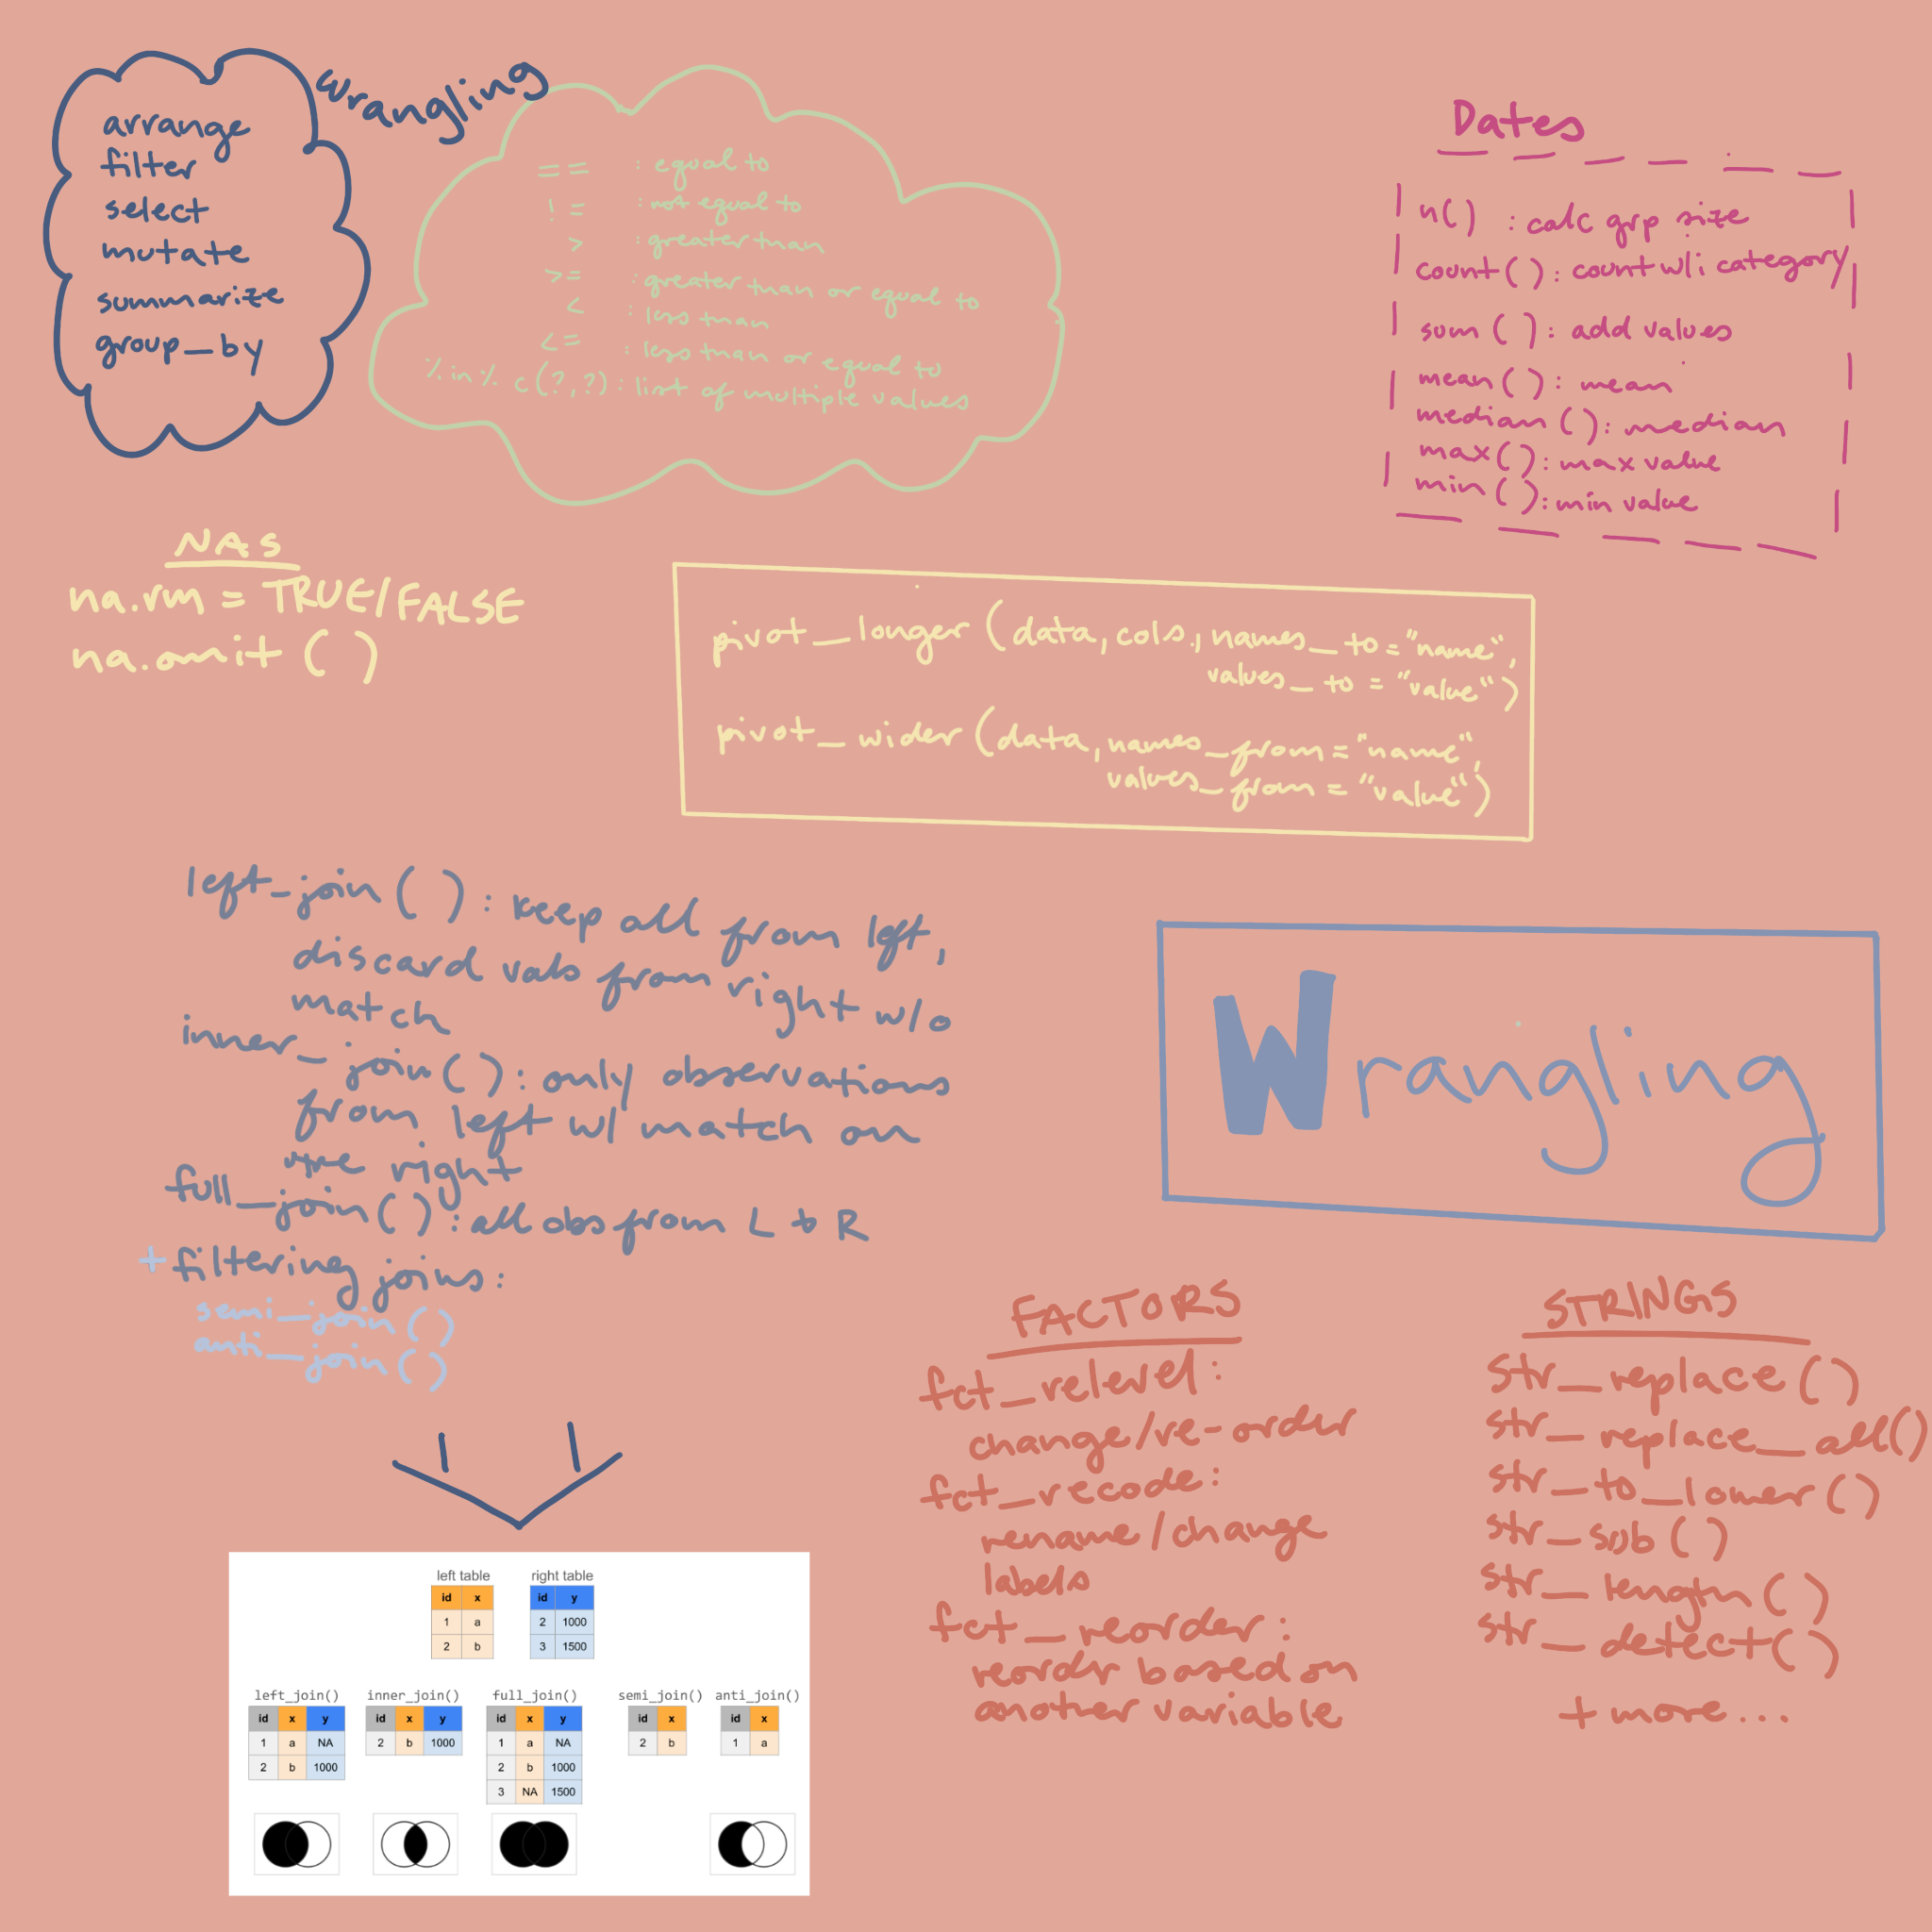 wrangling
arrange
filter
select
mutate
summarize
group_by
== : equal to
!= : not equal to
> : greater than
>= : greater than or equal to
< : less than
<= : less than or equal to
%in% c(?,?) : list of multiple values
Dates
n() : calc grp size
count() : count w/i category
sum() : add values
mean() : mean
median() : median
max() : max value
min() : min value
NAs
na.rm = TRUE/FALSE
na.omit ()
pivot_longer (data, cols., names_to = "name",
values_to = "value")
pivot_wider (data, names_from = "name",
values_from = "value")
left_join () : keep all from left,
discard vals from right w/o
match
inner_join () : only observations
from left w/ match on
the right
full_join() : all obs from L + R
+ filtering joins :
semi_join ()
anti_join ()
Wrangling
FACTORS
fct_relevel :
change/re-order
fct_recode :
rename/change
labels
fct_reorder :
reorder based on
another variable
STRINGS
str_replace ()
str_replace_all()
str_to_lower ()
str_sub ()
str_length ()
str_detect ()
+ more ...
left table right table
id x id y
1 a 2 1000
2 b 3 1500
left_join() inner_join() full_join() semi_join() anti_join()
id x y id x y id x y id x id x
1 a NA 2 b 1000 1 a NA 2 b 1 a
2 b 1000 2 b 1000
3 NA 1500